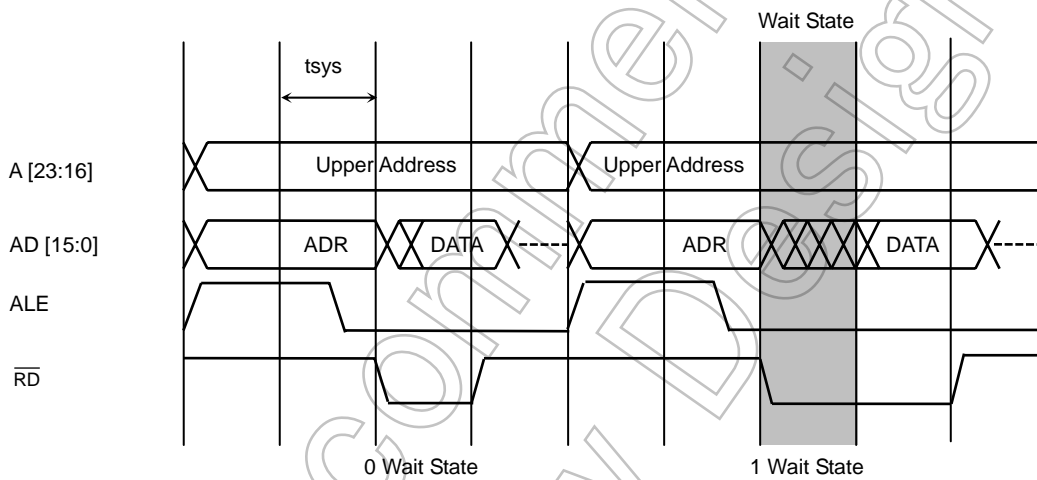 Wait State
tsys
A [23:16]
Upper Address
Upper Address
AD [15:0]
ADR
DATA
ADR
DATA
ALE
RD
0 Wait State
1 Wait State